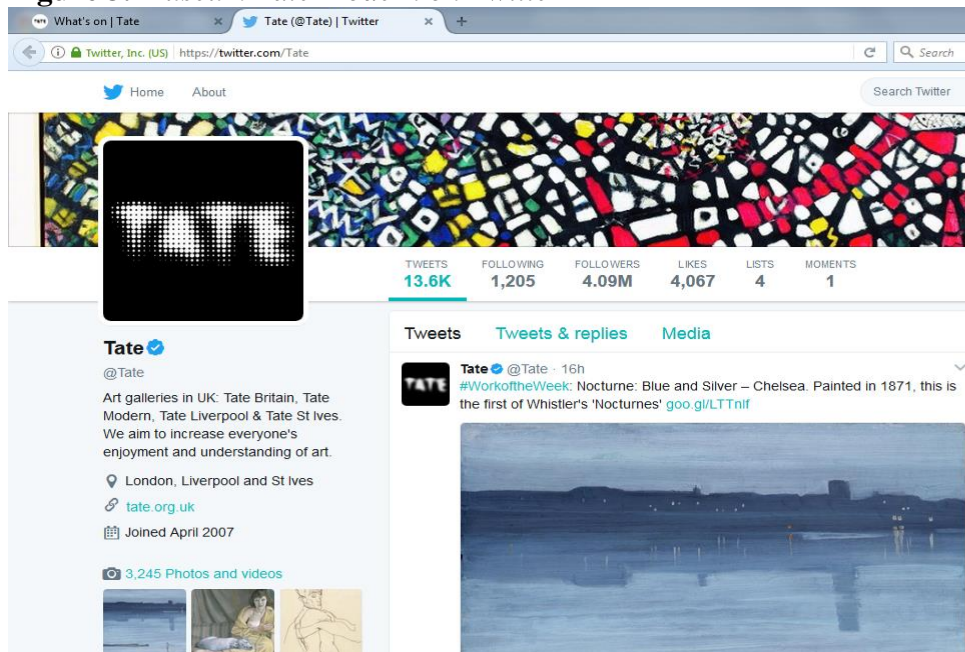 What's on | Tate
Tate (@Tate) | Twitter
Twitter, Inc. (US) https://twitter.com/Tate
Search
Home About
Search Twitter
TATE
TWEETS FOLLOWING FOLLOWERS LIKES LISTS MOMENTS
13.6K 1,205 4.09M 4,067 4 1
Tweets Tweets & replies Media
Tate
@Tate
Art galleries in UK: Tate Britain, Tate
Modern, Tate Liverpool & Tate St Ives.
We aim to increase everyone's
enjoyment and understanding of art.
London, Liverpool and St Ives
tate.org.uk
Joined April 2007
3,245 Photos and videos
TATE
Tate @Tate · 16h
#WorkoftheWeek: Nocturne: Blue and Silver – Chelsea. Painted in 1871, this is
the first of Whistler's 'Nocturnes' goo.gl/LTTnlf